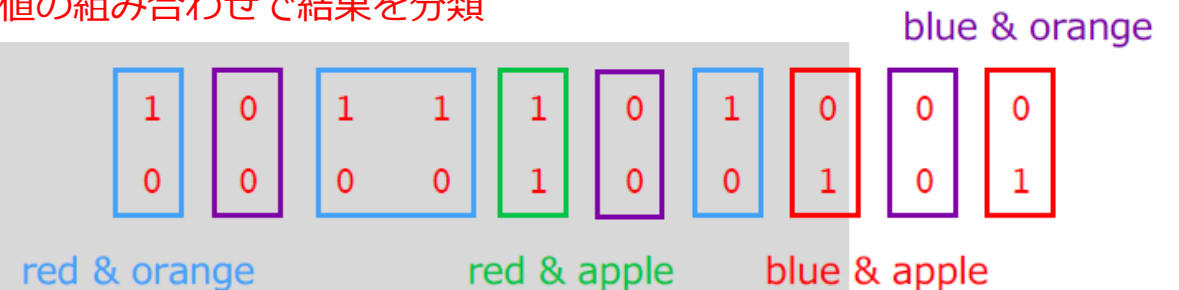 値の組み合わせで結果を分類
blue & orange
1 0 1 1 1 0 1 0 0 0
0 0 0 0 1 0 0 1 0 1
red & orange red & apple blue & apple